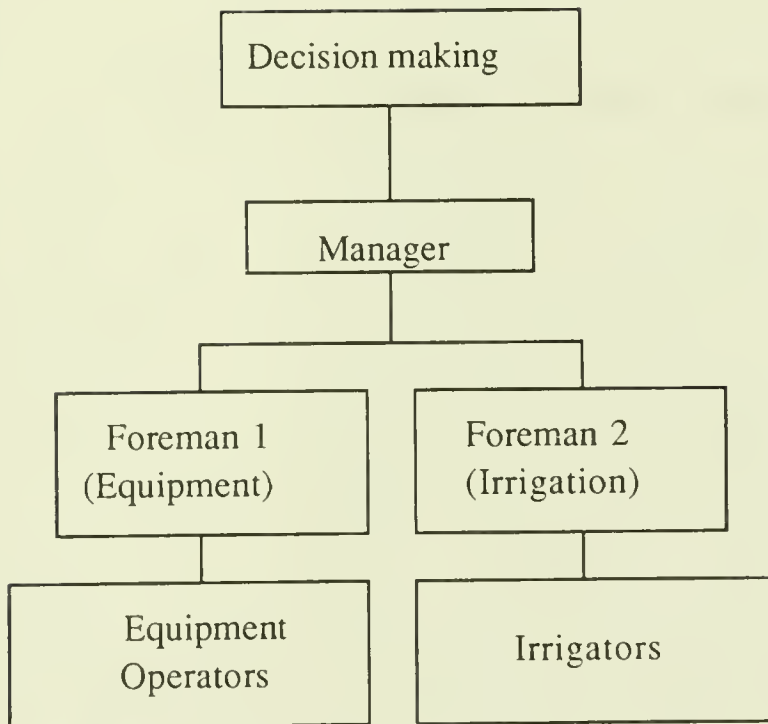 Decision making
Manager
Foreman 1
(Equipment)
Foreman 2
(Irrigation)
Equipment
Operators
Irrigators